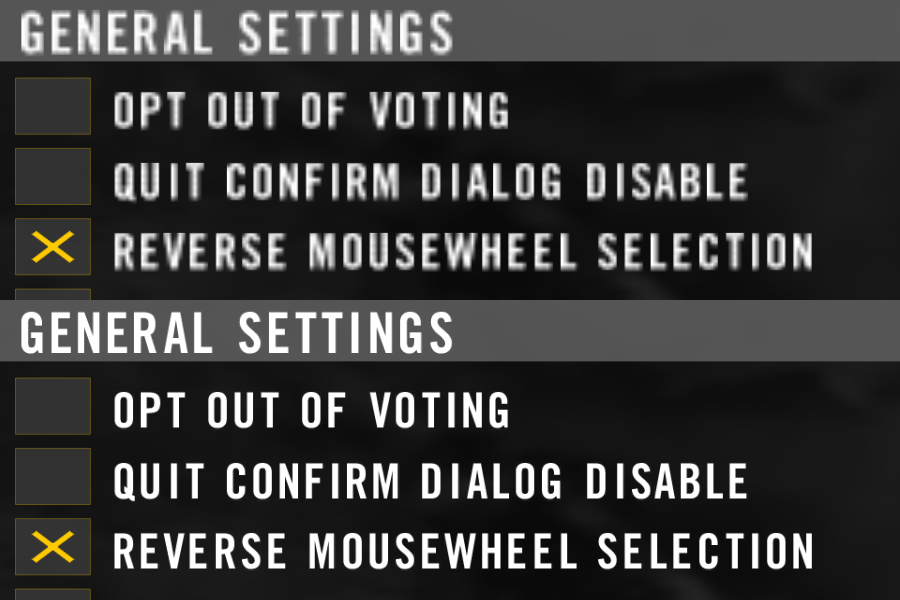 GENERAL SETTINGS
OPT OUT OF VOTING
QUIT CONFIRM DIALOG DISABLE
REVERSE MOUSEWHEEL SELECTION
GENERAL SETTINGS
OPT OUT OF VOTING
QUIT CONFIRM DIALOG DISABLE
REVERSE MOUSEWHEEL SELECTION